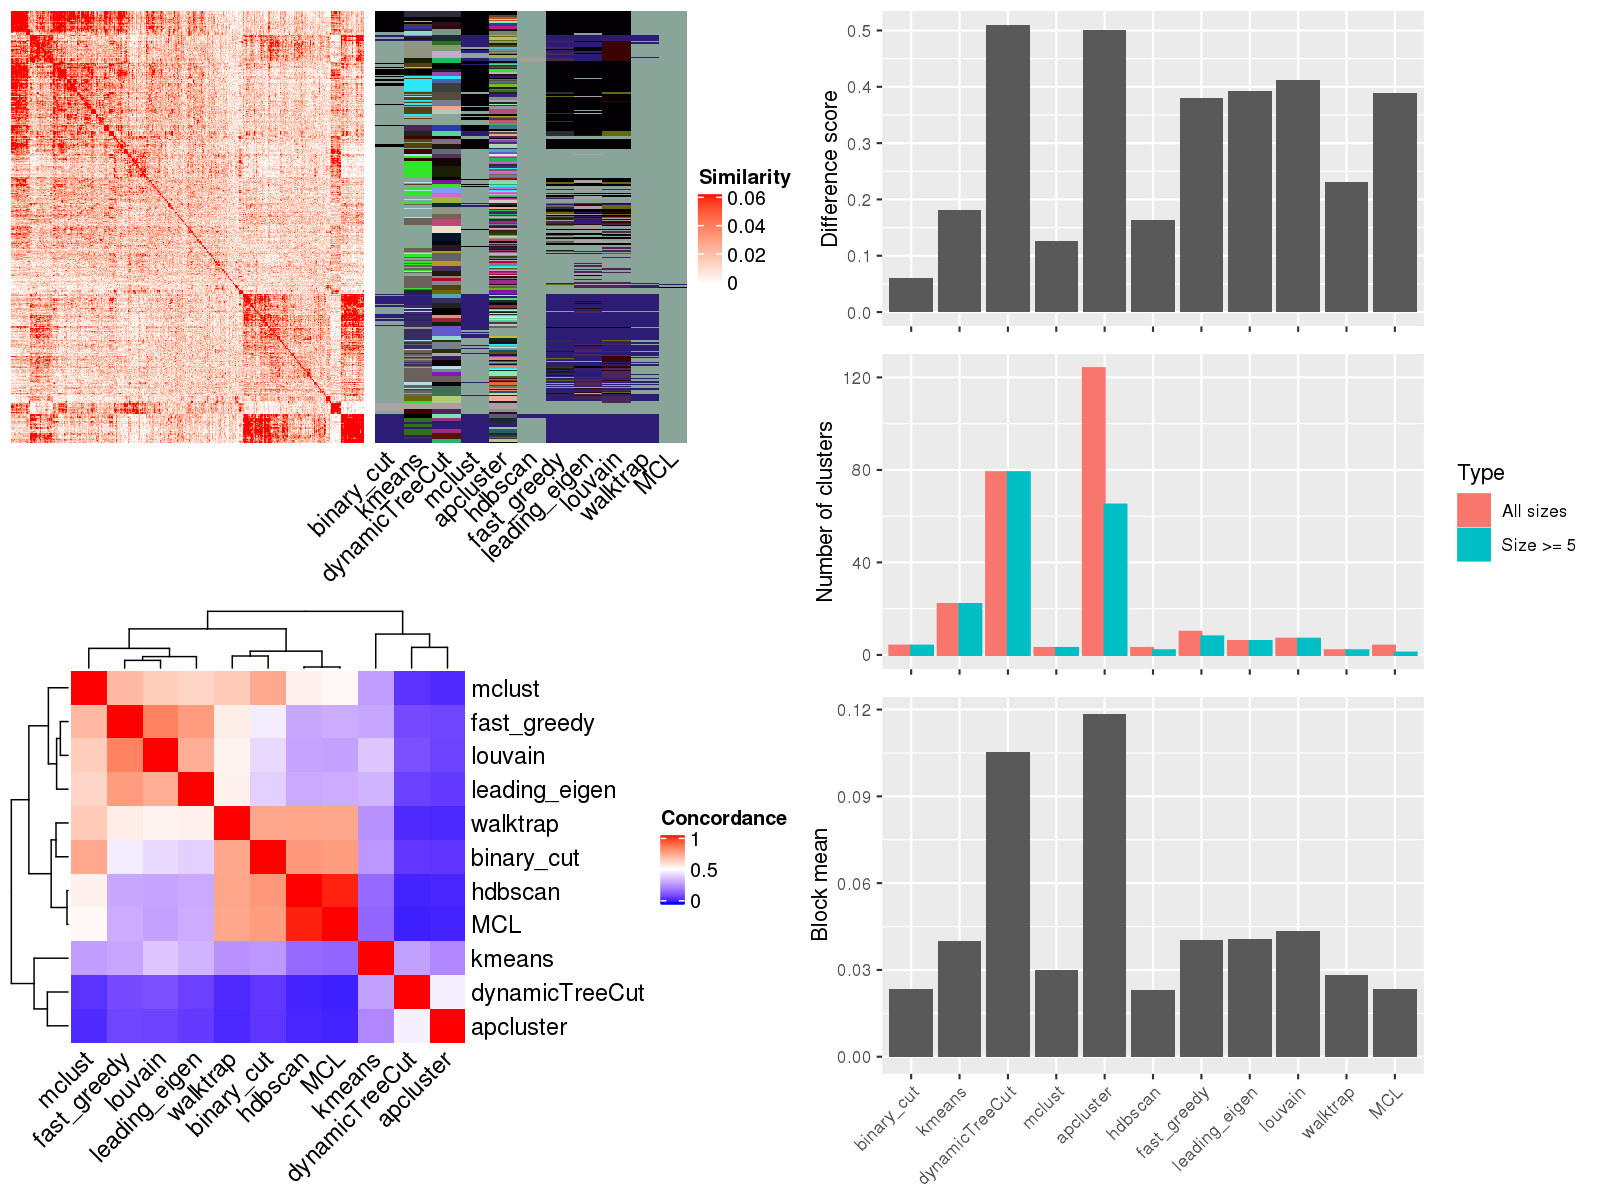 Similarity
0.06
0.04
0.02
0
binary_cut
kmeans
dynamicTreeCut
mclust
apcluster
hdbscan
fast_greedy
leading_eigen
louvain
walktrap
MCL
mclust
fast_greedy
louvain
leading_eigen
walktrap
binary_cut
hdbscan
MCL
kmeans
dynamicTreeCut
apcluster
Concordance
1
0.5
0
mclust
fast_greedy
louvain
leading_eigen
walktrap
binary_cut
hdbscan
MCL
kmeans
dynamicTreeCut
apcluster
Difference score
0.5
0.4
0.3
0.2
0.1
0.0
Number of clusters
120
80
40
0
Type
All sizes
Size >= 5
Block mean
0.12
0.09
0.06
0.03
0.00
binary_cut
kmeans
dynamicTreeCut
mclust
apcluster
hdbscan
fast_greedy
leading_eigen
louvain
walktrap
MCL